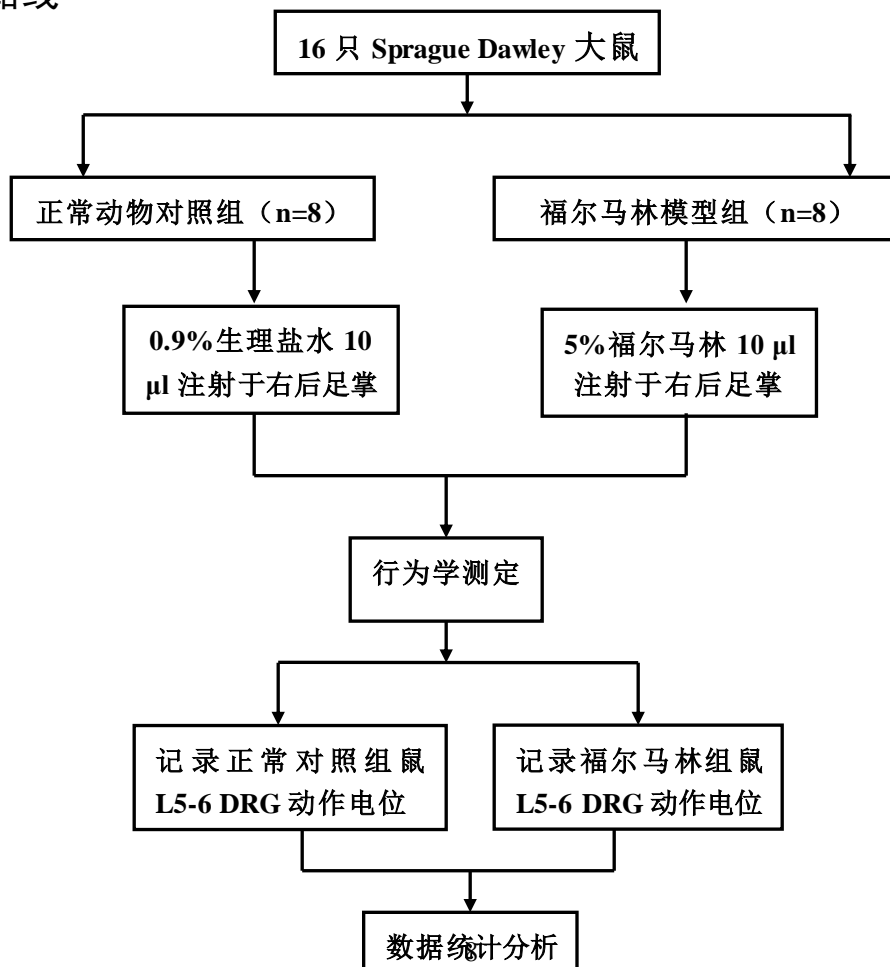 16 只 Sprague Dawley 大鼠
正常动物对照组（n=8）
福尔马林模型组（n=8）
0.9%生理盐水 10
μl 注射于右后足掌
5%福尔马林 10 μl
注射于右后足掌
行为学测定
记录正常对照组鼠
L5-6 DRG 动作电位
记录福尔马林组鼠
L5-6 DRG 动作电位
数据统计分析
8